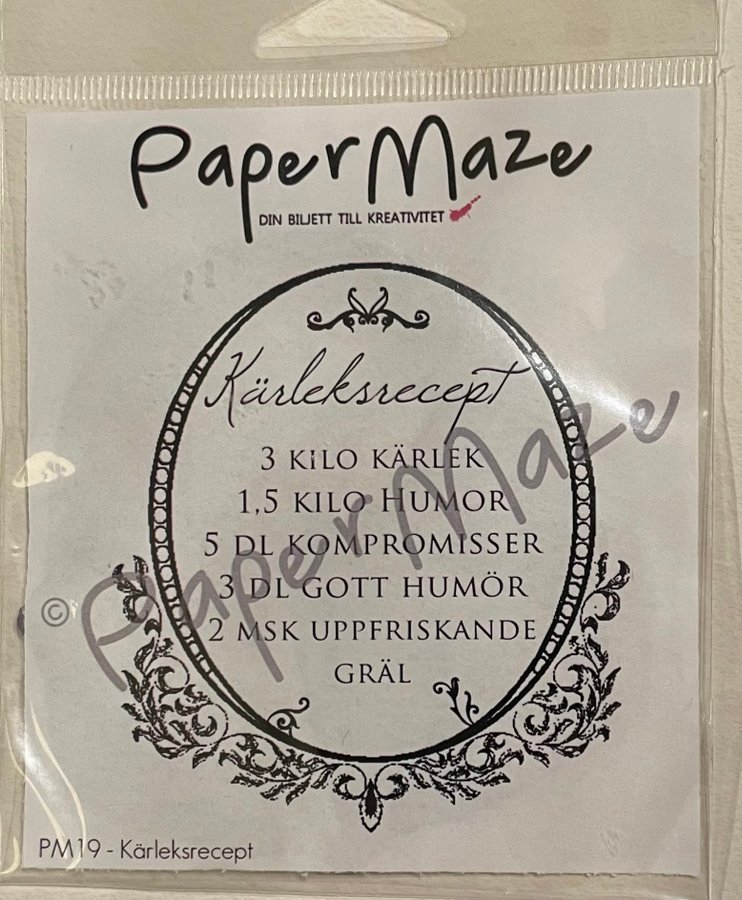 PaperMaze
DIN BILJETT TILL KREATIVITET
Kärleksrecept
3 KILO KÄRLEK
1,5 KILO HUMOR
5 DL KOMPROMISSER
3 DL GOTT HUMÖR
2 MSK UPPFRISKANDE
GRÄL
© PaperMaze
PM19 - Kärleksrecept